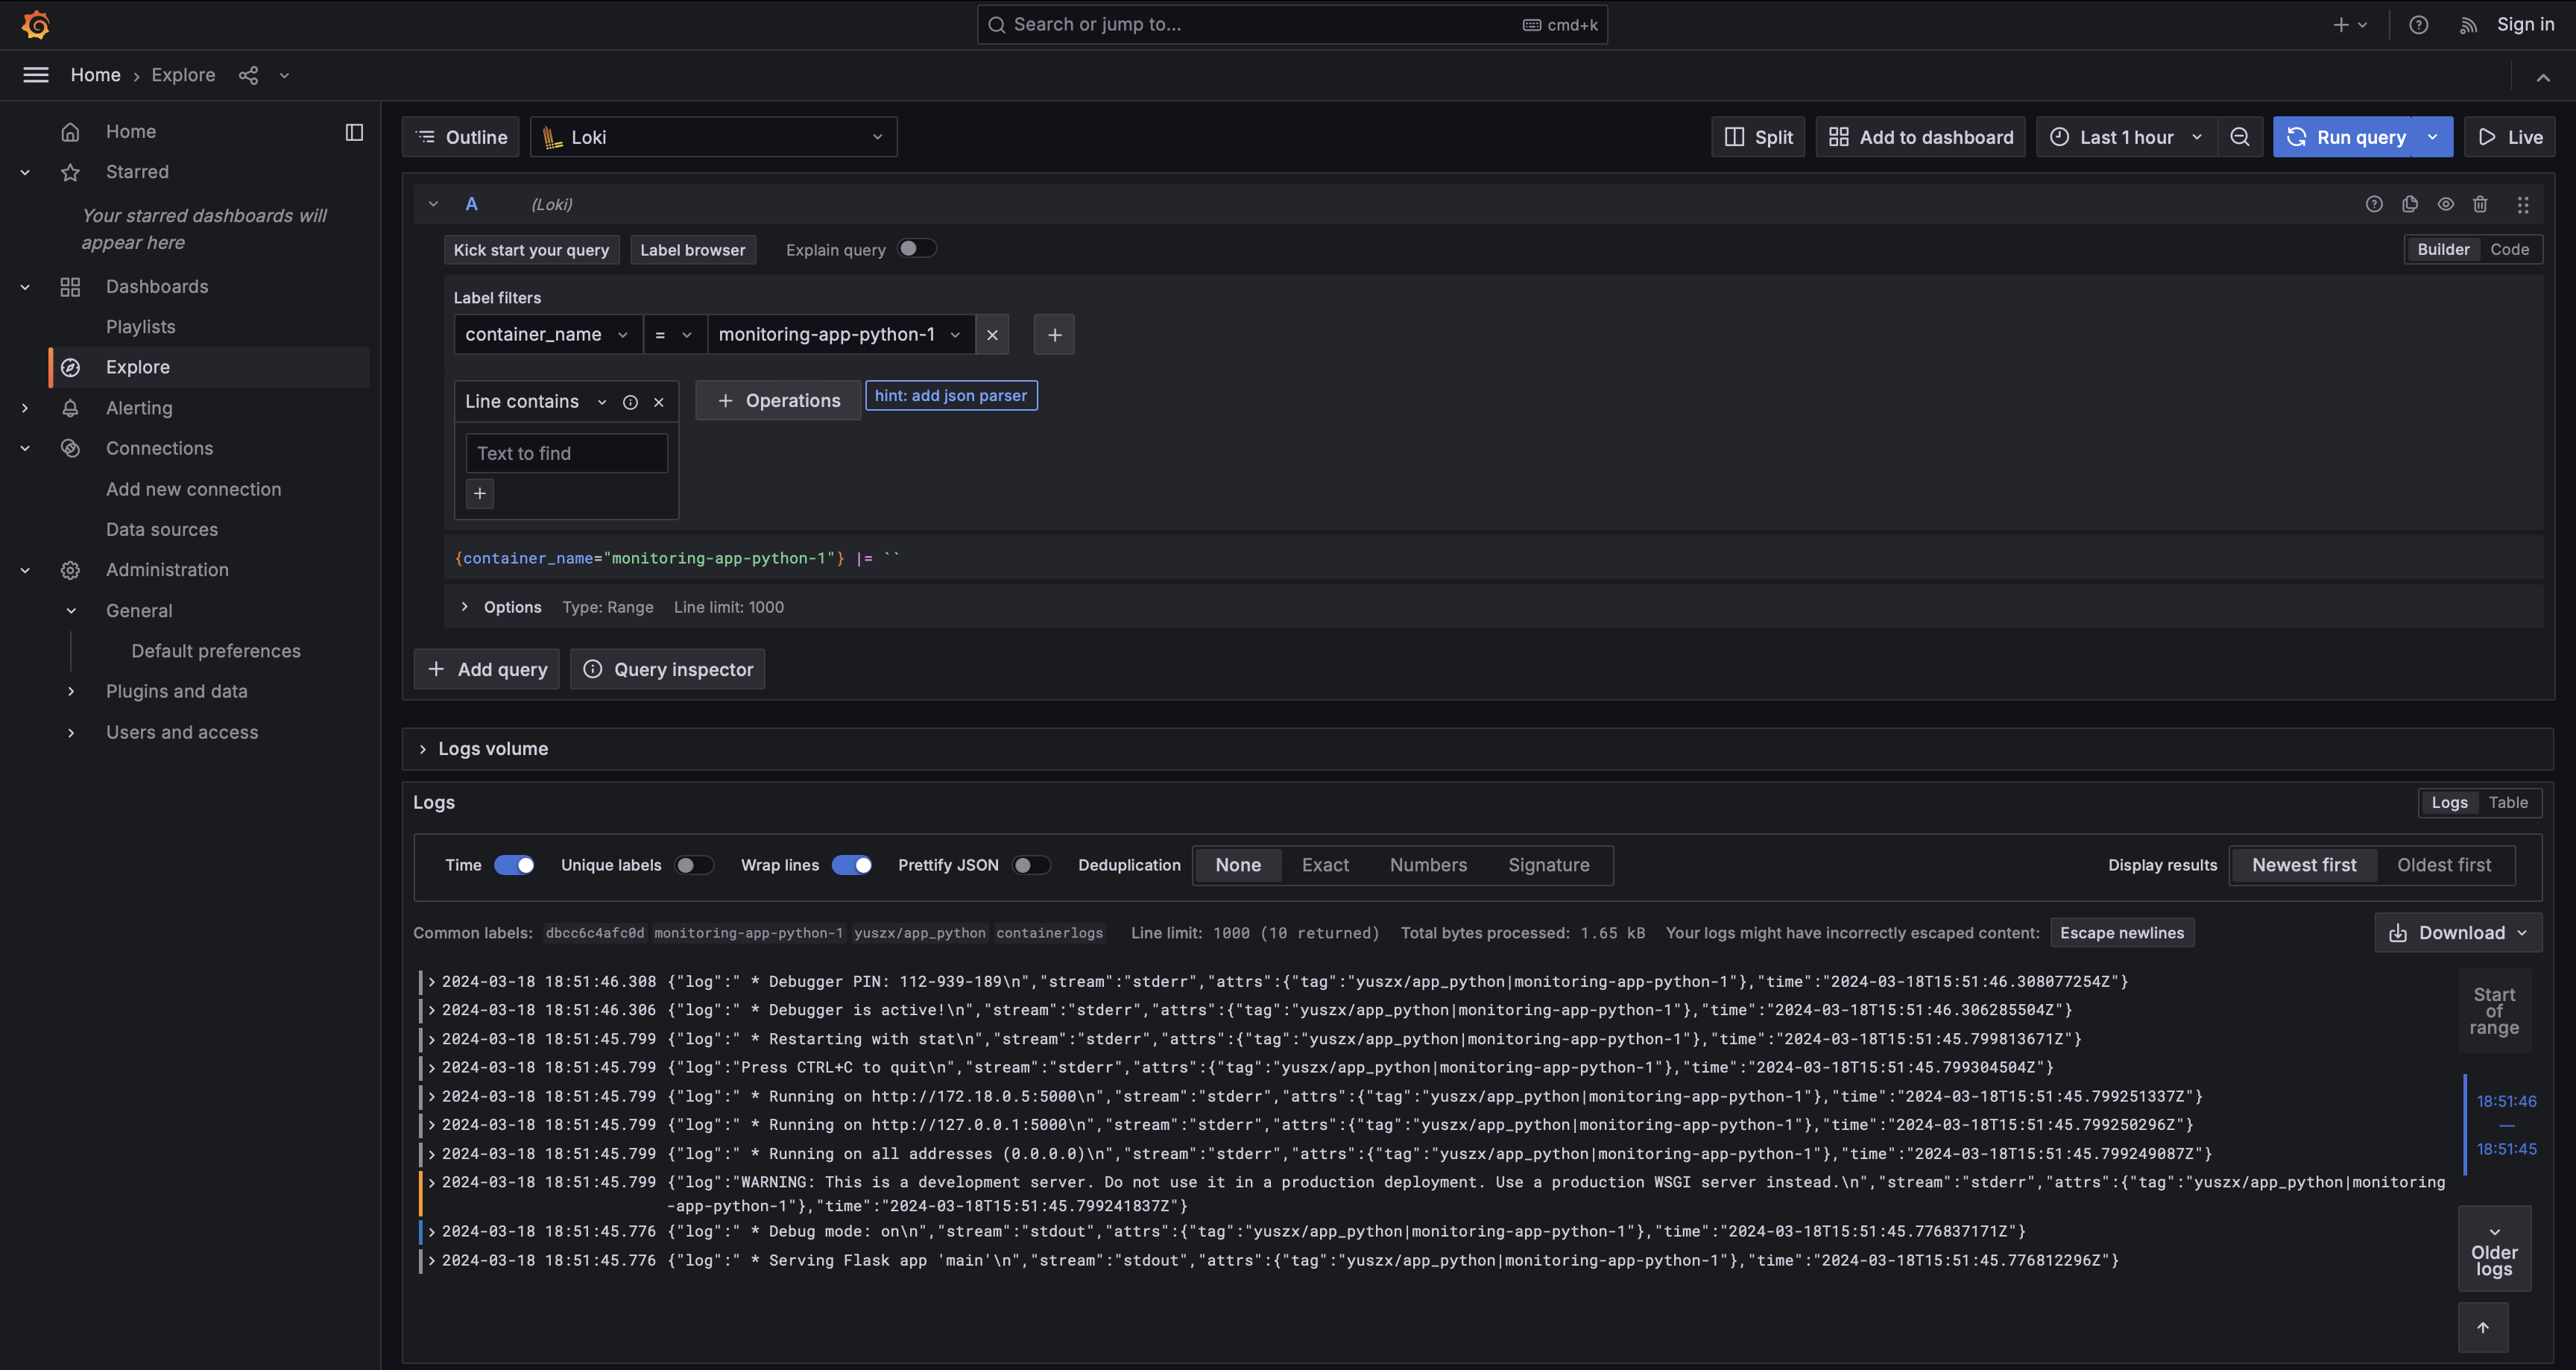 Search or jump to...
cmd+k
Sign in
Home › Explore
Home
Starred
Your starred dashboards will
appear here
Dashboards
Playlists
Explore
Alerting
Connections
Add new connection
Data sources
Administration
General
Default preferences
Plugins and data
Users and access
Outline
Loki
Split
Add to dashboard
Last 1 hour
Run query
Live
A (Loki)
Kick start your query
Label browser
Explain query
Builder
Code
Label filters
container_name
=
monitoring-app-python-1
Line contains
Operations
hint: add json parser
Text to find
{container_name="monitoring-app-python-1"} |= ``
Options Type: Range Line limit: 1000
Add query
Query inspector
Logs volume
Logs
Logs
Table
Time
Unique labels
Wrap lines
Prettify JSON
Deduplication
None
Exact
Numbers
Signature
Display results
Newest first
Oldest first
Common labels: dbcc6c4afc0d monitoring-app-python-1 yuszx/app_python containerlogs Line limit: 1000 (10 returned) Total bytes processed: 1.65 kB Your logs might have incorrectly escaped content: Escape newlines
Download
2024-03-18 18:51:46.308 {"log":" * Debugger PIN: 112-939-189\n","stream":"stderr","attrs":{"tag":"yuszx/app_python|monitoring-app-python-1"},"time":"2024-03-18T15:51:46.308077254Z"}
2024-03-18 18:51:46.306 {"log":" * Debugger is active!\n","stream":"stderr","attrs":{"tag":"yuszx/app_python|monitoring-app-python-1"},"time":"2024-03-18T15:51:46.306285504Z"}
2024-03-18 18:51:45.799 {"log":" * Restarting with stat\n","stream":"stderr","attrs":{"tag":"yuszx/app_python|monitoring-app-python-1"},"time":"2024-03-18T15:51:45.799813671Z"}
2024-03-18 18:51:45.799 {"log":"Press CTRL+C to quit\n","stream":"stderr","attrs":{"tag":"yuszx/app_python|monitoring-app-python-1"},"time":"2024-03-18T15:51:45.799304504Z"}
2024-03-18 18:51:45.799 {"log":" * Running on http://172.18.0.5:5000\n","stream":"stderr","attrs":{"tag":"yuszx/app_python|monitoring-app-python-1"},"time":"2024-03-18T15:51:45.799251337Z"}
2024-03-18 18:51:45.799 {"log":" * Running on http://127.0.0.1:5000\n","stream":"stderr","attrs":{"tag":"yuszx/app_python|monitoring-app-python-1"},"time":"2024-03-18T15:51:45.799250296Z"}
2024-03-18 18:51:45.799 {"log":" * Running on all addresses (0.0.0.0)\n","stream":"stderr","attrs":{"tag":"yuszx/app_python|monitoring-app-python-1"},"time":"2024-03-18T15:51:45.799249087Z"}
2024-03-18 18:51:45.799 {"log":"WARNING: This is a development server. Do not use it in a production deployment. Use a production WSGI server instead.\n","stream":"stderr","attrs":{"tag":"yuszx/app_python|monitoring
-app-python-1"},"time":"2024-03-18T15:51:45.799241837Z"}
2024-03-18 18:51:45.776 {"log":" * Debug mode: on\n","stream":"stdout","attrs":{"tag":"yuszx/app_python|monitoring-app-python-1"},"time":"2024-03-18T15:51:45.776837171Z"}
2024-03-18 18:51:45.776 {"log":" * Serving Flask app 'main'\n","stream":"stdout","attrs":{"tag":"yuszx/app_python|monitoring-app-python-1"},"time":"2024-03-18T15:51:45.776812296Z"}
Start
of
range
18:51:46
—
18:51:45
Older
logs